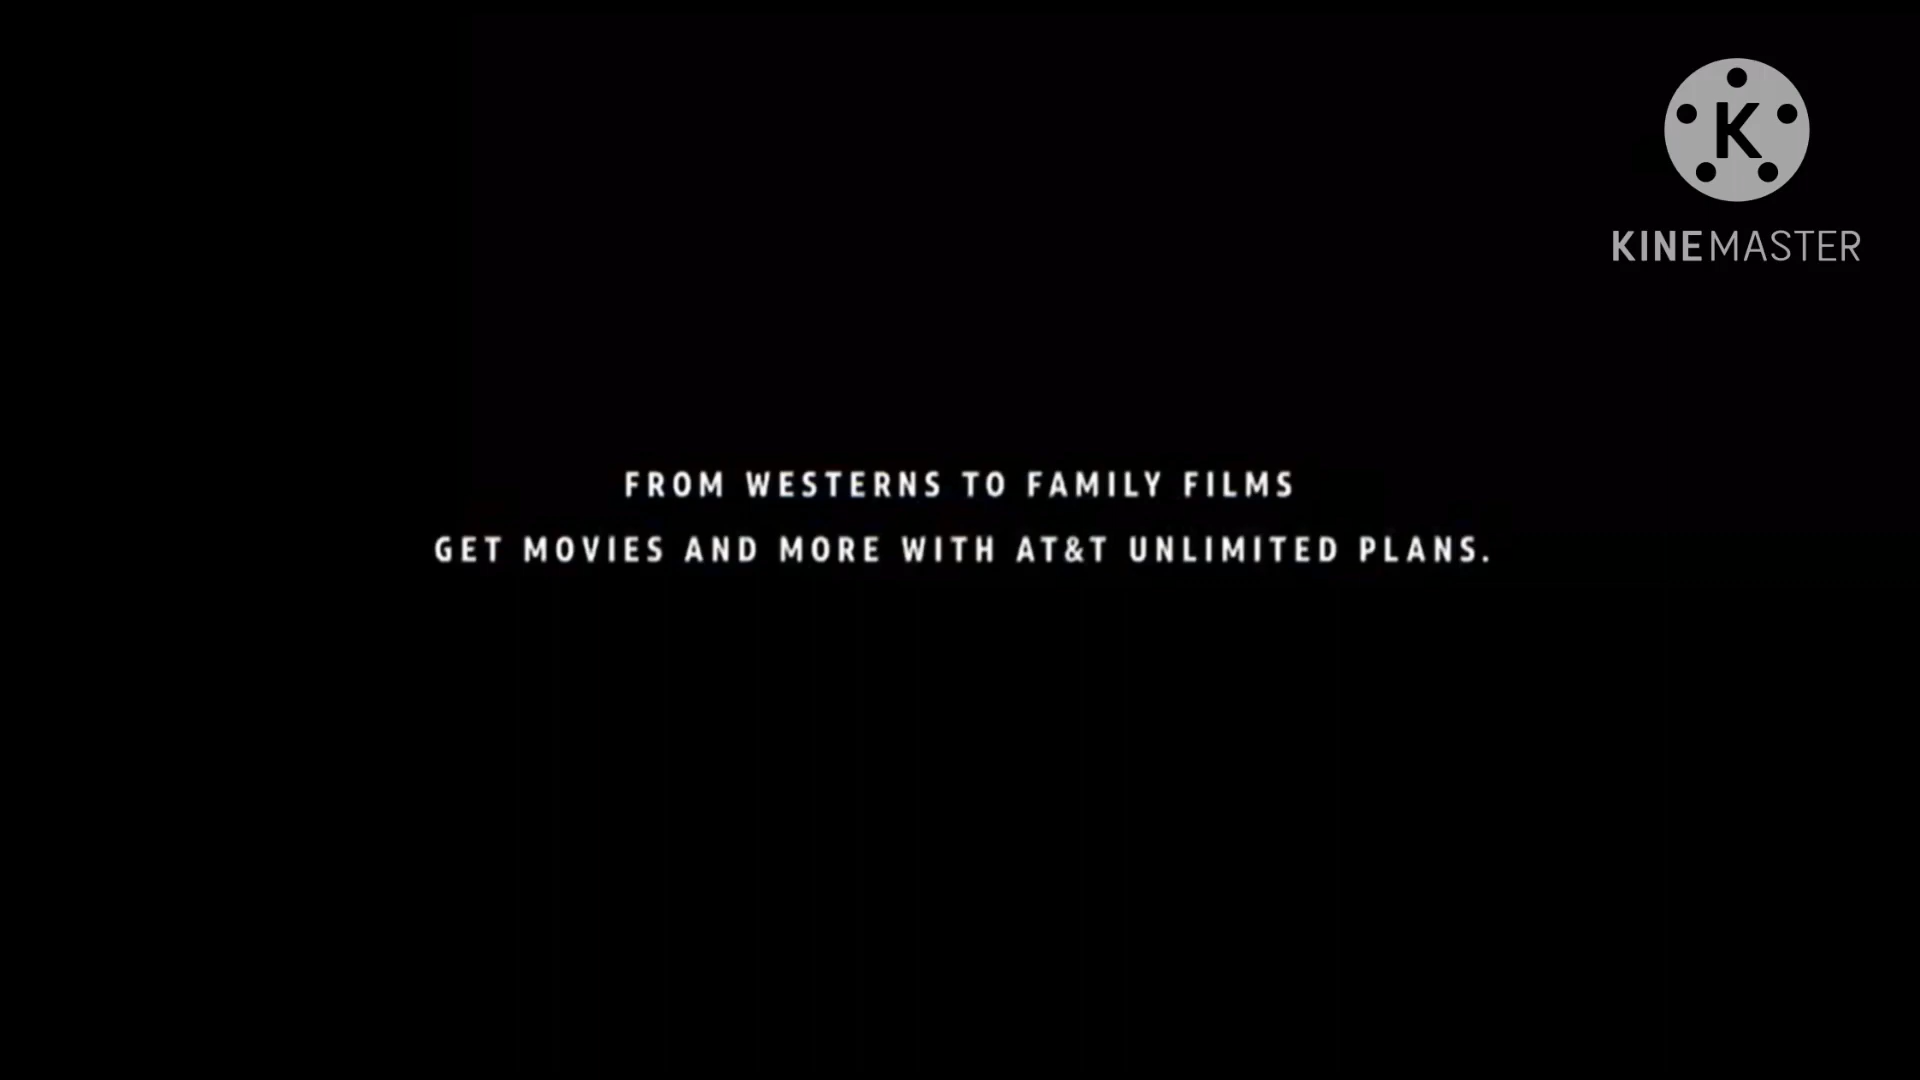 K
KINEMASTER
FROM WESTERNS TO FAMILY FILMS
GET MOVIES AND MORE WITH AT&T UNLIMITED PLANS.